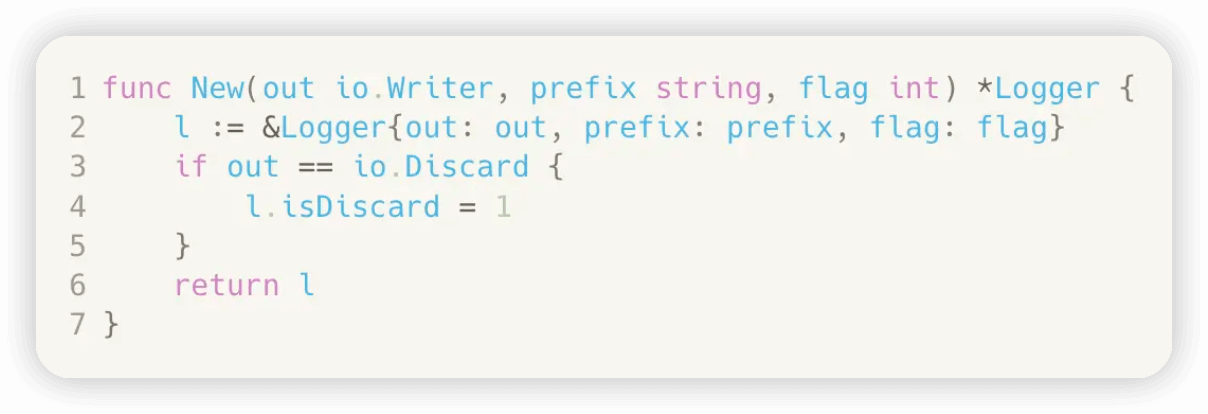 1 func New(out io.Writer, prefix string, flag int) *Logger {
2     l := &Logger{out: out, prefix: prefix, flag: flag}
3     if out == io.Discard {
4         l.isDiscard = 1
5     }
6     return l
7 }